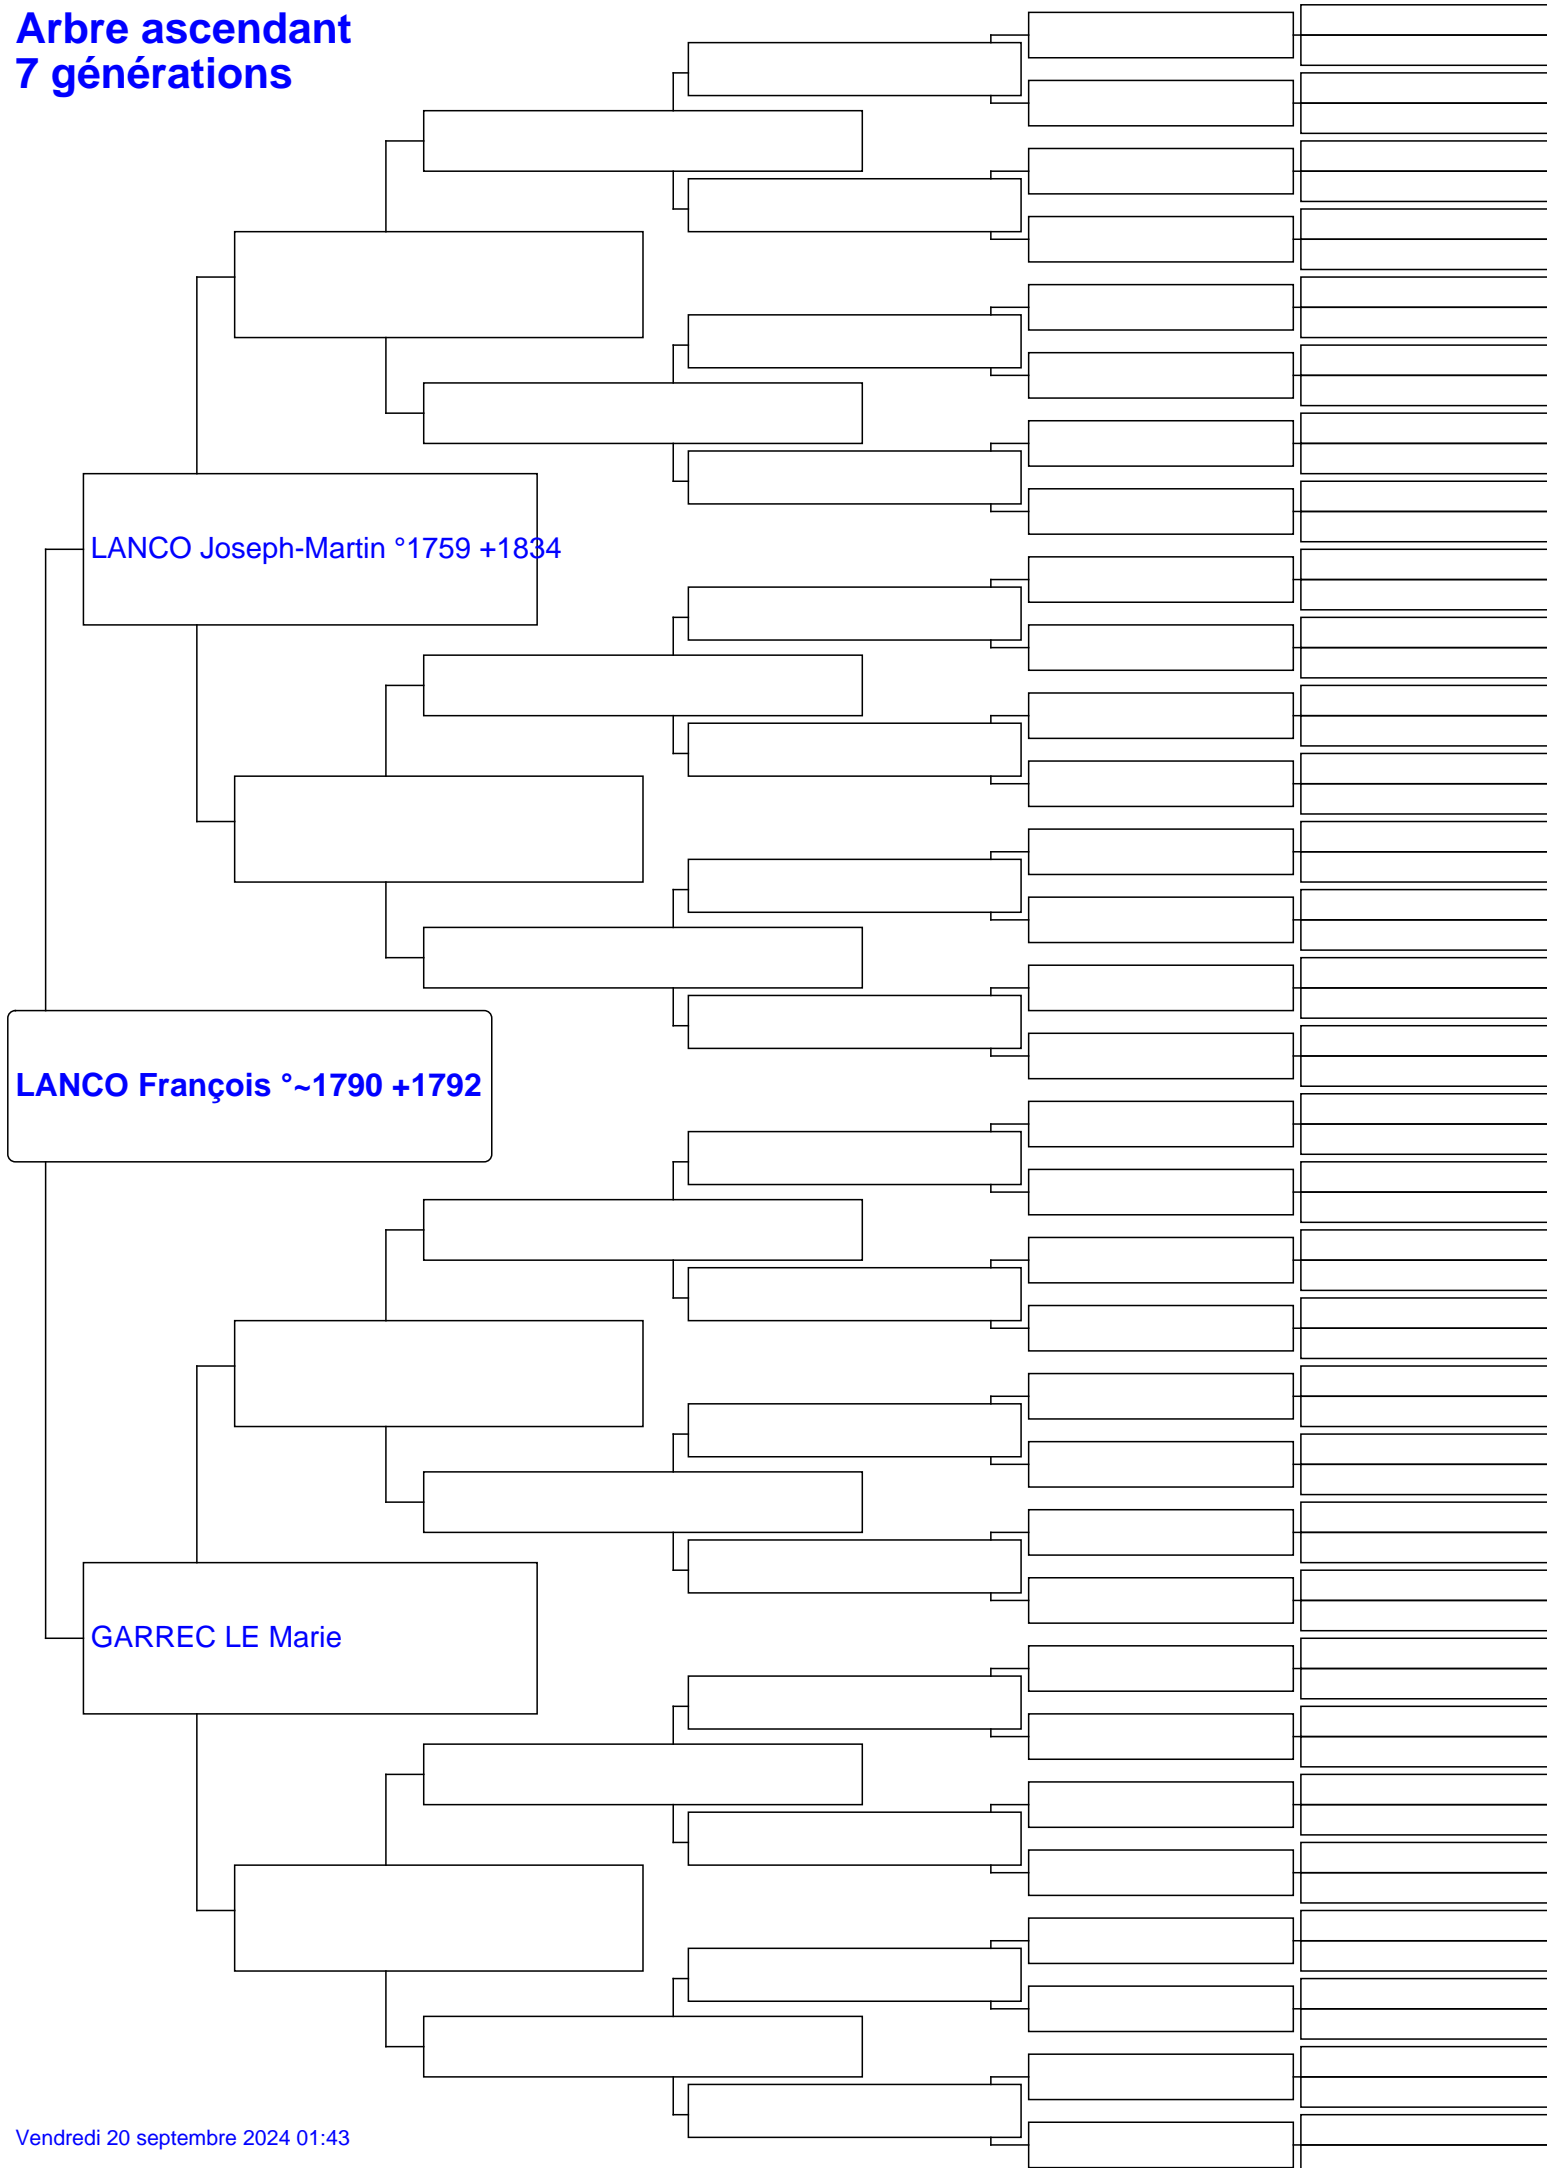 Arbre ascendant
7 générations
LANCO Joseph-Martin °1759 +1834
LANCO François °~1790 +1792
GARREC LE Marie
Vendredi 20 septembre 2024 01:43